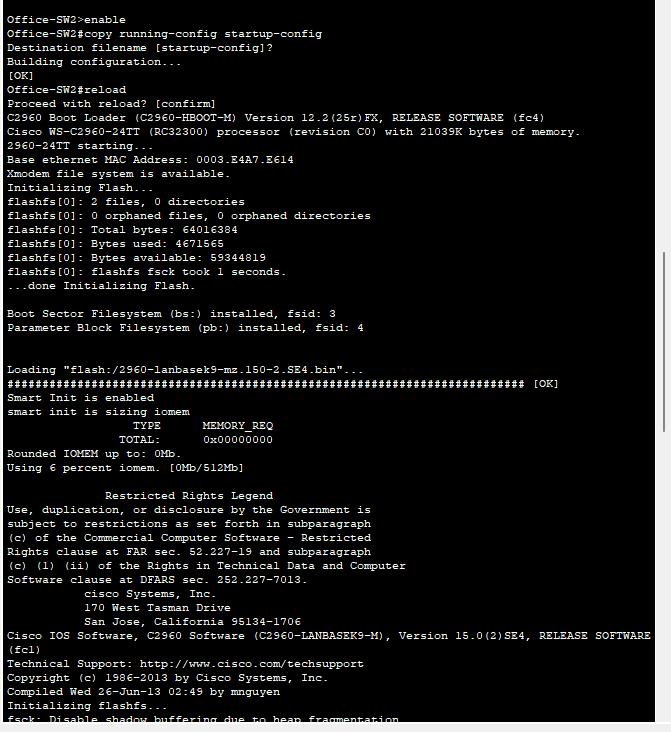 Office-SW2>enable
Office-SW2#copy running-config startup-config
Destination filename [startup-config]?
Building configuration...
[OK]
Office-SW2#reload
Proceed with reload? [confirm]
C2960 Boot Loader (C2960-HBOOT-M) Version 12.2(25r)FX, RELEASE SOFTWARE (fc4)
Cisco WS-C2960-24TT (RC32300) processor (revision C0) with 21039K bytes of memory.
2960-24TT starting...
Base ethernet MAC Address: 0003.E4A7.E614
Xmodem file system is available.
Initializing Flash...
flashfs[0]: 2 files, 0 directories
flashfs[0]: 0 orphaned files, 0 orphaned directories
flashfs[0]: Total bytes: 64016384
flashfs[0]: Bytes used: 4671565
flashfs[0]: Bytes available: 59344819
flashfs[0]: flashfs fsck took 1 seconds.
...done Initializing Flash.
Boot Sector Filesystem (bs:) installed, fsid: 3
Parameter Block Filesystem (pb:) installed, fsid: 4
Loading "flash:/2960-lanbasek9-mz.150-2.SE4.bin"...
########################################################################## [OK]
Smart Init is enabled
smart init is sizing iomem
TYPE MEMORY_REQ
TOTAL: 0x00000000
Rounded IOMEM up to: 0Mb.
Using 6 percent iomem. [0Mb/512Mb]
Restricted Rights Legend
Use, duplication, or disclosure by the Government is
subject to restrictions as set forth in subparagraph
(c) of the Commercial Computer Software - Restricted
Rights clause at FAR sec. 52.227-19 and subparagraph
(c) (1) (ii) of the Rights in Technical Data and Computer
Software clause at DFARS sec. 252.227-7013.
cisco Systems, Inc.
170 West Tasman Drive
San Jose, California 95134-1706
Cisco IOS Software, C2960 Software (C2960-LANBASEK9-M), Version 15.0(2)SE4, RELEASE SOFTWARE
(fc1)
Technical Support: http://www.cisco.com/techsupport
Copyright (c) 1986-2013 by Cisco Systems, Inc.
Compiled Wed 26-Jun-13 02:49 by mnguyen
Initializing flashfs...
fsck: Disable shadow buffering due to heap fragmentation